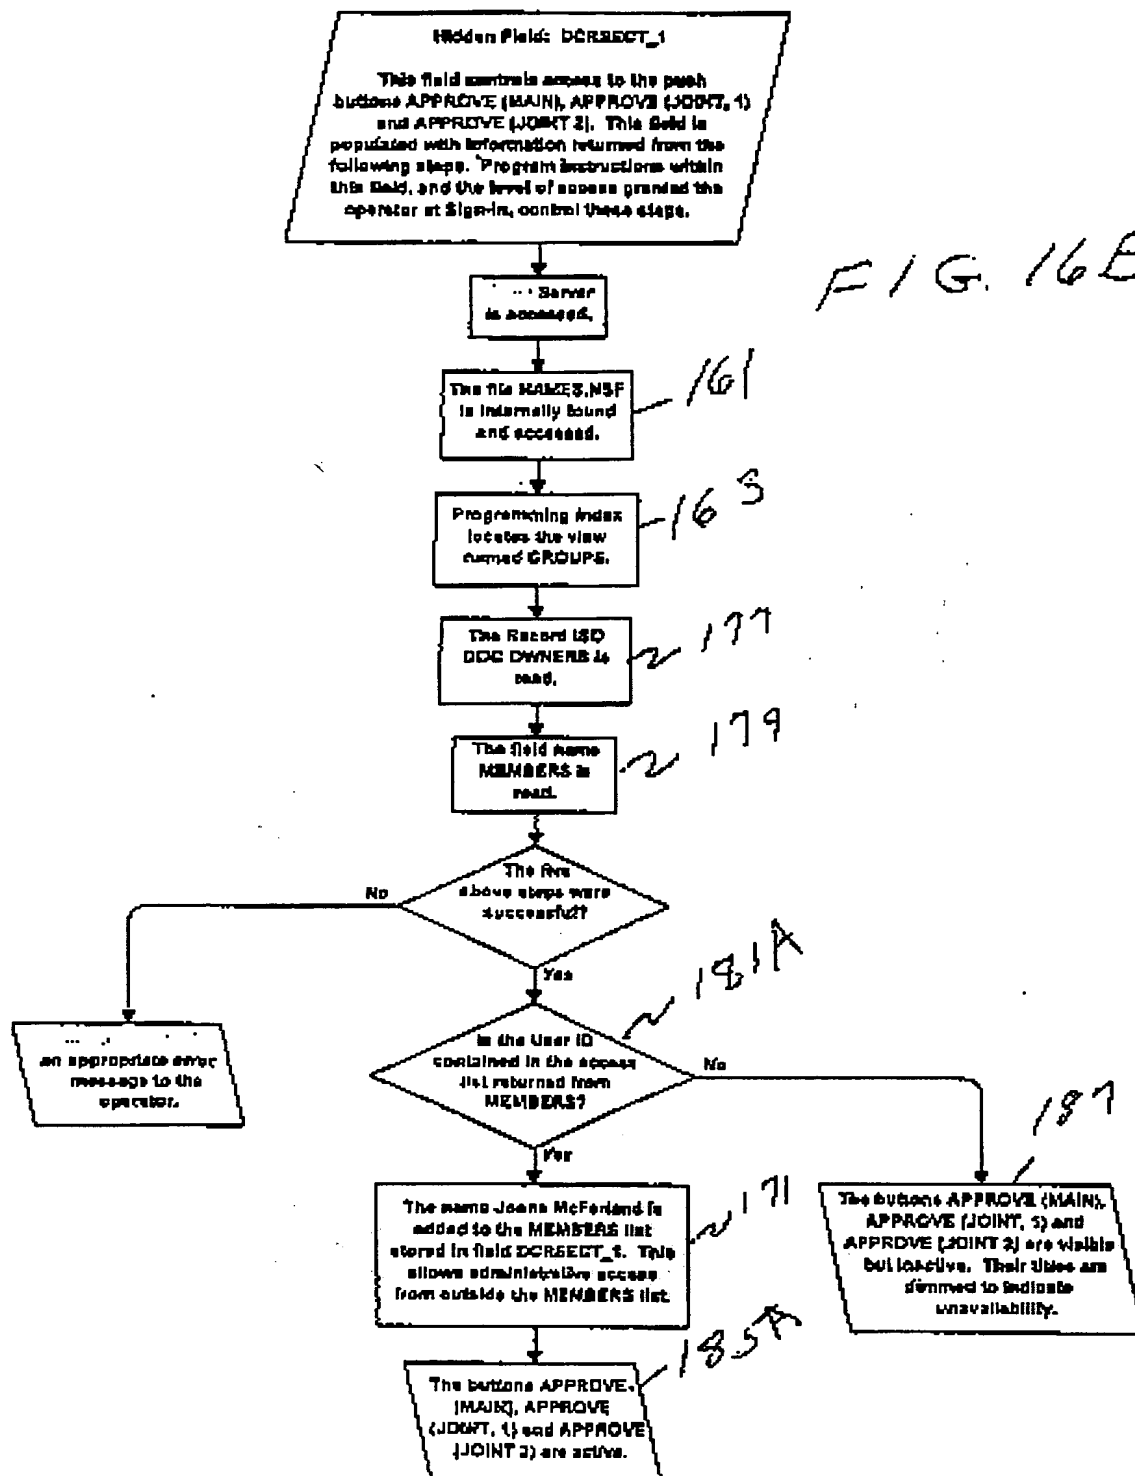 Hidden Field: DCRSECT_1
This field controls access to the push
buttons APPROVE (MAIN), APPROVE (JOINT, 1)
and APPROVE (JOINT 2). This field is
populated with information returned from the
following steps. Program instructions within
this field, and the level of access granted the
operator at Sign-in, control these steps.
FIG. 16B
Server
is accessed.
The file NAMES.NSF
is internally found
and accessed.
161
Programming index
locates the view
named GROUPS.
163
The Record ISD
DOC OWNERS is
read.
177
The field name
MEMBERS is
read.
179
The five
above steps were
successful?
No
Yes
181A
an appropriate error
message to the
operator.
Is the User ID
contained in the access
list returned from
MEMBERS?
No
Yes
187
The name Joann McFarland is
added to the MEMBERS list
stored in field DCRSECT_1. This
allows administrative access
from outside the MEMBERS list.
171
The buttons APPROVE (MAIN),
APPROVE (JOINT, 1) and
APPROVE (JOINT 2) are visible
but inactive. Their titles are
dimmed to indicate
unavailability.
185A
The buttons APPROVE
(MAIN), APPROVE
(JOINT, 1) and APPROVE
(JOINT 2) are active.